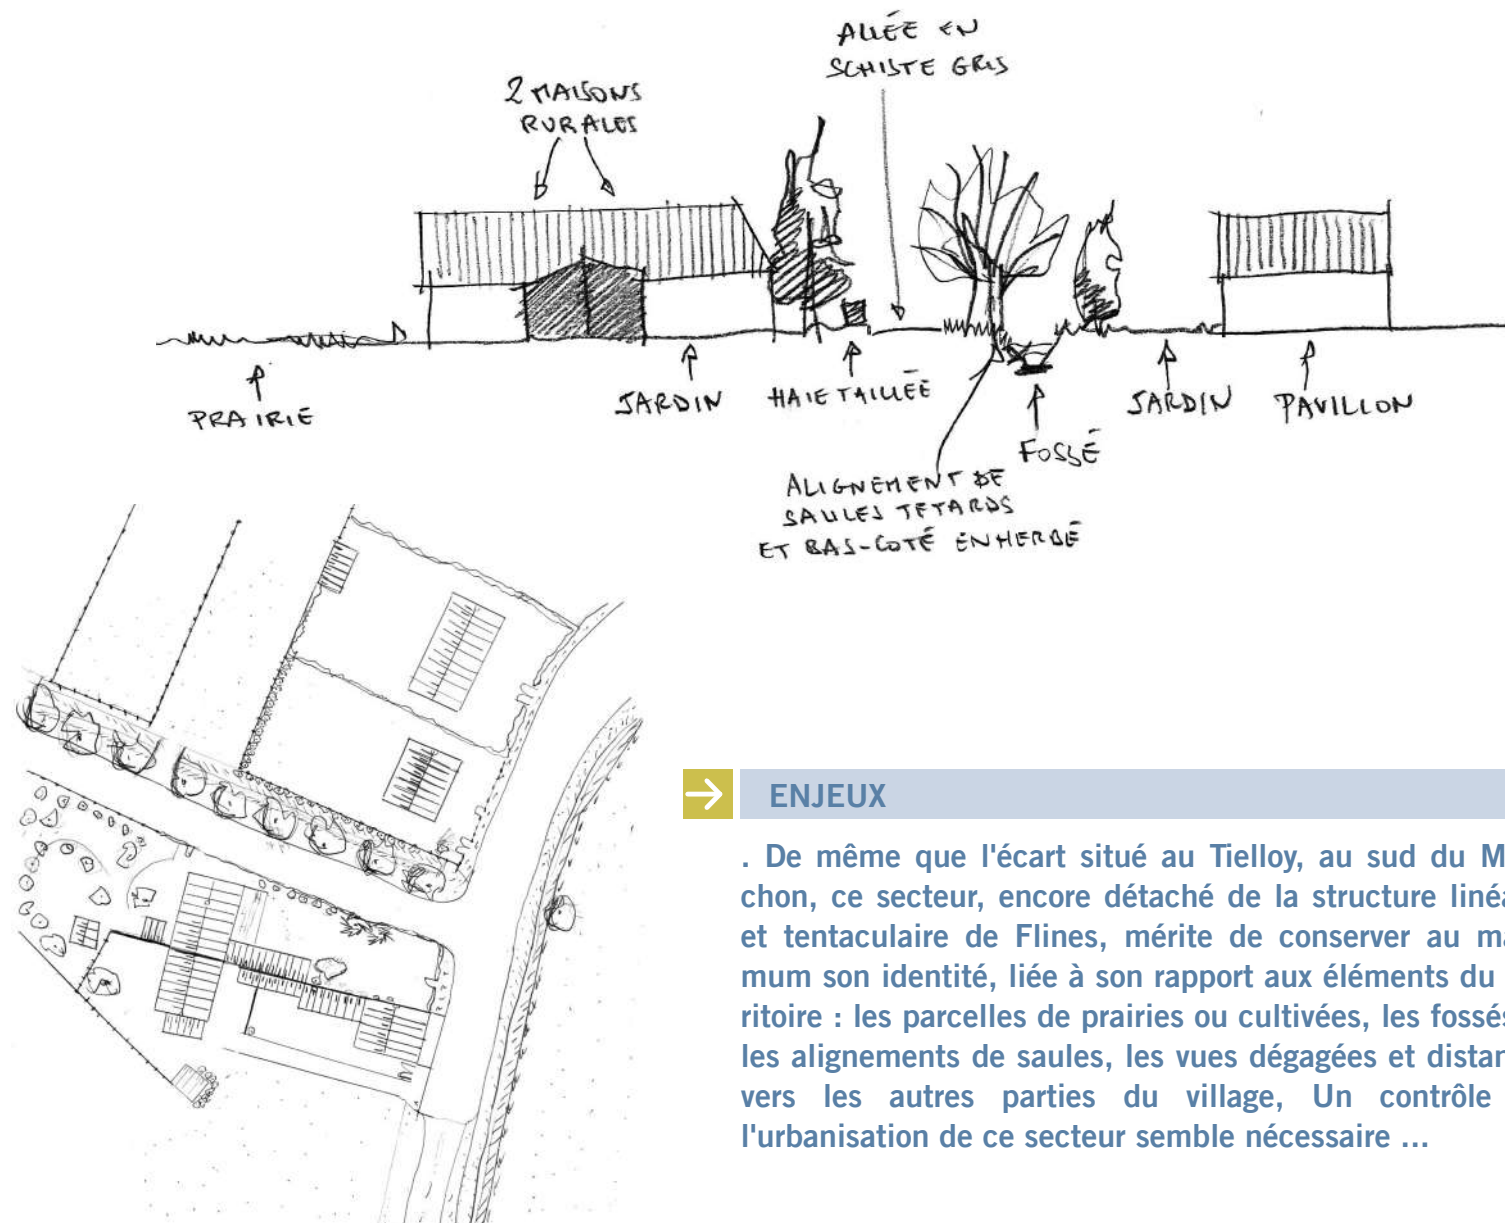 ALLÉE EN
SCHISTE GRIS
2 MAISONS
RURALES
PRAIRIE
JARDIN
HAIE TAILLÉE
JARDIN
PAVILLON
FOSSÉ
ALIGNEMENT DE
SAULES TETARDS
ET BAS-COTÉ ENHERBÉ
ENJEUX
. De même que l'écart situé au Tielloy, au sud du M
chon, ce secteur, encore détaché de la structure linéa
et tentaculaire de Flines, mérite de conserver au ma
mum son identité, liée à son rapport aux éléments du
ritoire : les parcelles de prairies ou cultivées, les fossés
les alignements de saules, les vues dégagées et distan
vers les autres parties du village, Un contrôle
l'urbanisation de ce secteur semble nécessaire ...